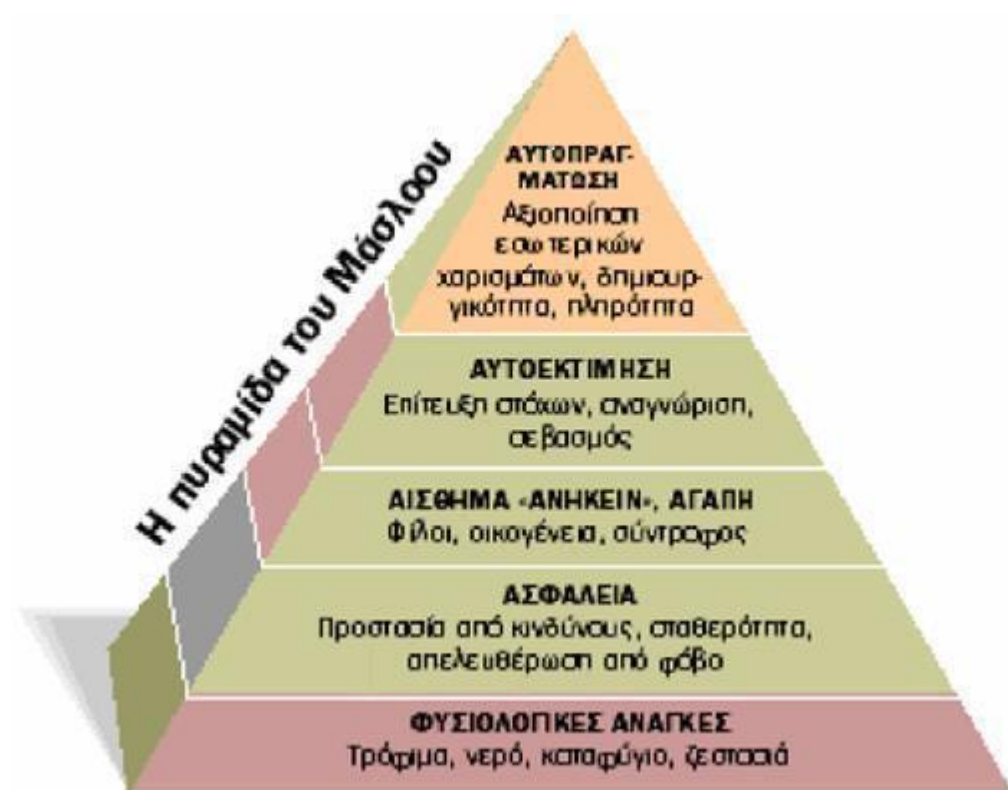 Η πυραμίδα του Μάσλοου
ΑΥΤΟΠΡΑΓ-
ΜΑΤΩΣΗ
Αξιοποίηση
εσωτερικών
χαρισμάτων, δημιουρ-
γικότητα, πληρότητα
ΑΥΤΟΕΚΤΙΜΗΣΗ
Επίτευξη στόχων, αναγνώριση,
σεβασμός
ΑΙΣΘΗΜΑ «ΑΝΗΚΕΙΝ», ΑΓΑΠΗ
Φίλοι, οικογένεια, σύντροφος
ΑΣΦΑΛΕΙΑ
Προστασία από κινδύνους, σταθερότητα,
απελευθέρωση από φόβο
ΦΥΣΙΟΛΟΓΙΚΕΣ ΑΝΑΓΚΕΣ
Τρόφιμα, νερό, καταφύγιο, ζεστασιά